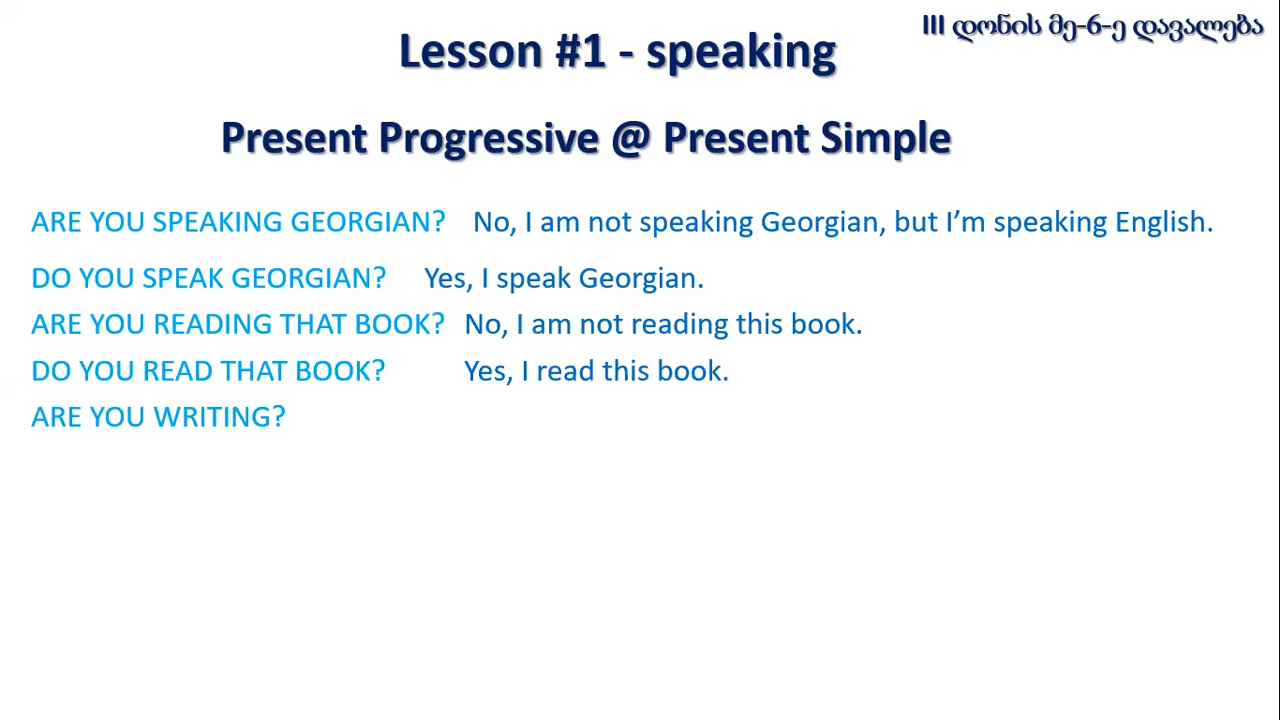 III დონის მე-6-ე დავალება
Lesson #1 - speaking
Present Progressive @ Present Simple
ARE YOU SPEAKING GEORGIAN? No, I am not speaking Georgian, but I’m speaking English.
DO YOU SPEAK GEORGIAN? Yes, I speak Georgian.
ARE YOU READING THAT BOOK? No, I am not reading this book.
DO YOU READ THAT BOOK? Yes, I read this book.
ARE YOU WRITING?